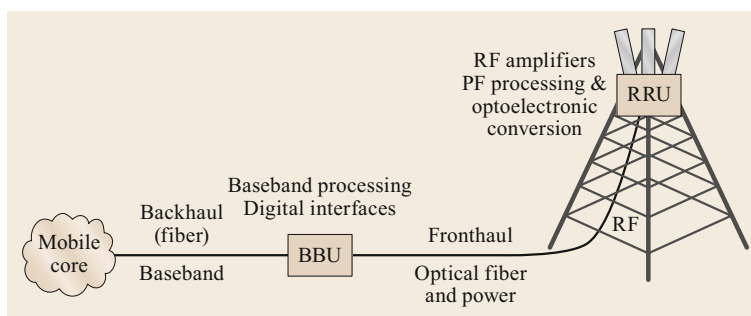 RF amplifiers
PF processing &
optoelectronic
conversion
RRU
Baseband processing
Digital interfaces
Backhaul
(fiber)
Mobile
core
Baseband
BBU
Fronthaul
Optical fiber
and power
RF